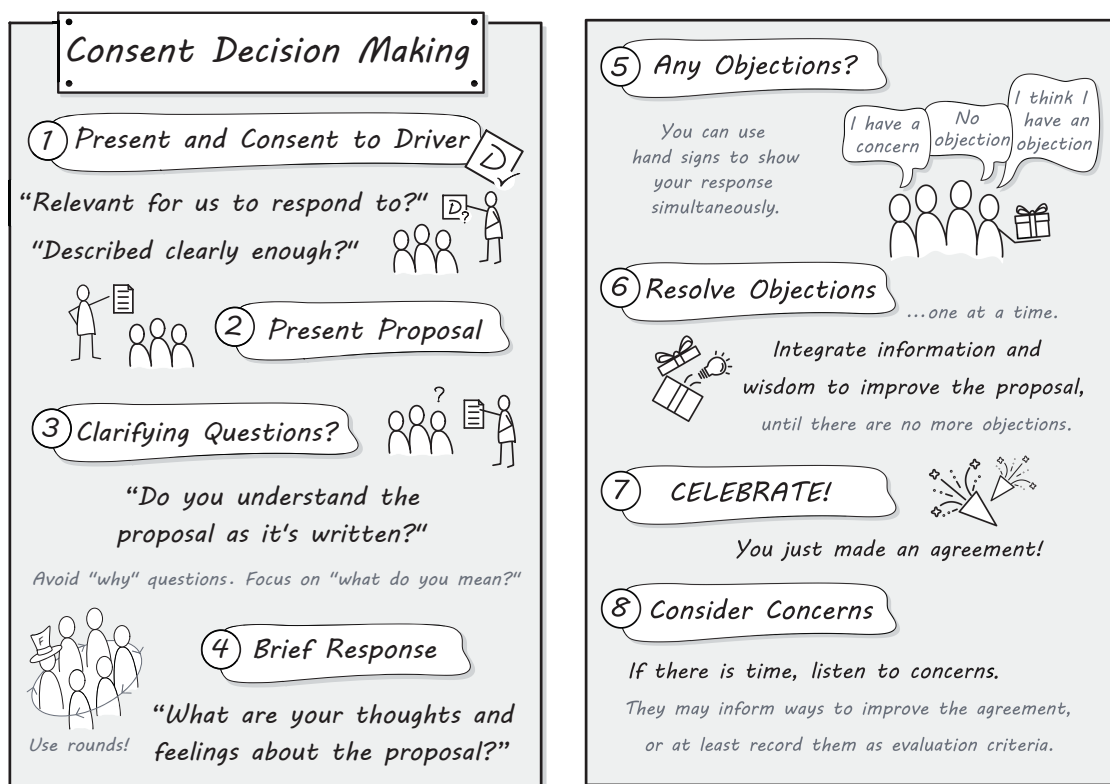 Consent Decision Making
1 Present and Consent to Driver
D
"Relevant for us to respond to?"
D?
"Described clearly enough?"
2 Present Proposal
?
3 Clarifying Questions?
"Do you understand the
proposal as it's written?"
Avoid "why" questions. Focus on "what do you mean?"
F
4 Brief Response
"What are your thoughts and
feelings about the proposal?"
Use rounds!
5 Any Objections?
You can use
hand signs to show
your response
simultaneously.
I have a
concern
No
objection
I think I
have an
objection
6 Resolve Objections
...one at a time.
Integrate information and
wisdom to improve the proposal,
until there are no more objections.
7 CELEBRATE!
You just made an agreement!
8 Consider Concerns
If there is time, listen to concerns.
They may inform ways to improve the agreement,
or at least record them as evaluation criteria.